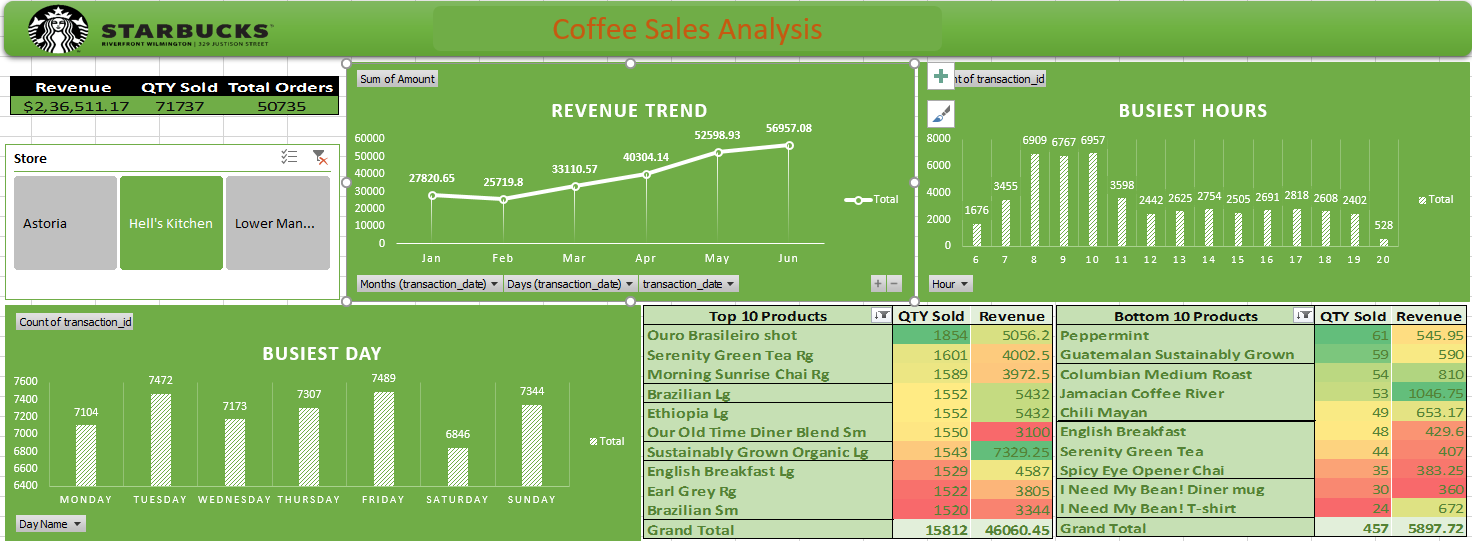 STARBUCKS™
RIVERFRONT WILMINGTON | 329 JUSTISON STREET
Coffee Sales Analysis
Revenue QTY Sold Total Orders
$2,36,511.17 71737 50735
Store
Astoria Hell's Kitchen Lower Man...
Sum of Amount
REVENUE TREND
60000
50000
40000
30000
20000
10000
0
27820.65 25719.8 33110.57 40304.14 52598.93 56957.08
Jan Feb Mar Apr May Jun
Total
Months (transaction_date) Days (transaction_date) transaction_date
nt of transaction_id
BUSIEST HOURS
8000
6000
4000
2000
0
1676 3455 6909 6767 6957 3598 2442 2625 2754 2505 2691 2818 2608 2402 528
6 7 8 9 10 11 12 13 14 15 16 17 18 19 20
Total
Hour
Count of transaction_id
BUSIEST DAY
7600
7400
7200
7000
6800
6600
6400
7104 7472 7173 7307 7489 6846 7344
MONDAY TUESDAY WEDNESDAY THURSDAY FRIDAY SATURDAY SUNDAY
Total
Day Name
Top 10 Products QTY Sold Revenue
Ouro Brasileiro shot 1854 5056.2
Serenity Green Tea Rg 1601 4002.5
Morning Sunrise Chai Rg 1589 3972.5
Brazilian Lg 1552 5432
Ethiopia Lg 1552 5432
Our Old Time Diner Blend Sm 1550 3100
Sustainably Grown Organic Lg 1543 7329.25
English Breakfast Lg 1529 4587
Earl Grey Rg 1522 3805
Brazilian Sm 1520 3344
Grand Total 15812 46060.45
Bottom 10 Products QTY Sold Revenue
Peppermint 61 545.95
Guatemalan Sustainably Grown 59 590
Columbian Medium Roast 54 810
Jamacian Coffee River 53 1046.75
Chili Mayan 49 653.17
English Breakfast 48 429.6
Serenity Green Tea 44 407
Spicy Eye Opener Chai 35 383.25
I Need My Bean! Diner mug 30 360
I Need My Bean! T-shirt 24 672
Grand Total 457 5897.72